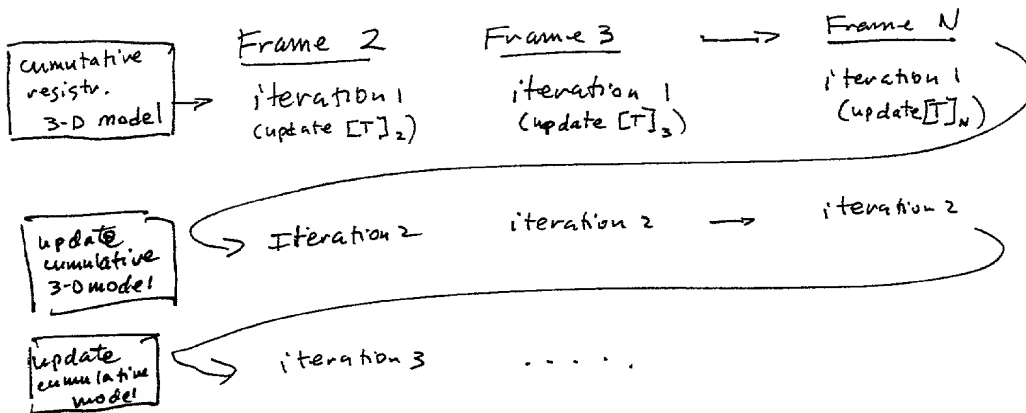 Frame 2 Frame 3 → Frame N
cumutative
registr.
3-D model
iteration 1 iteration 1 iteration 1
(update [T]2) (update [T]3) (update [T]N)
update
cumulative
3-D model
Iteration 2 iteration 2 → iteration 2
update
cumulative
model
iteration 3 . . . . .